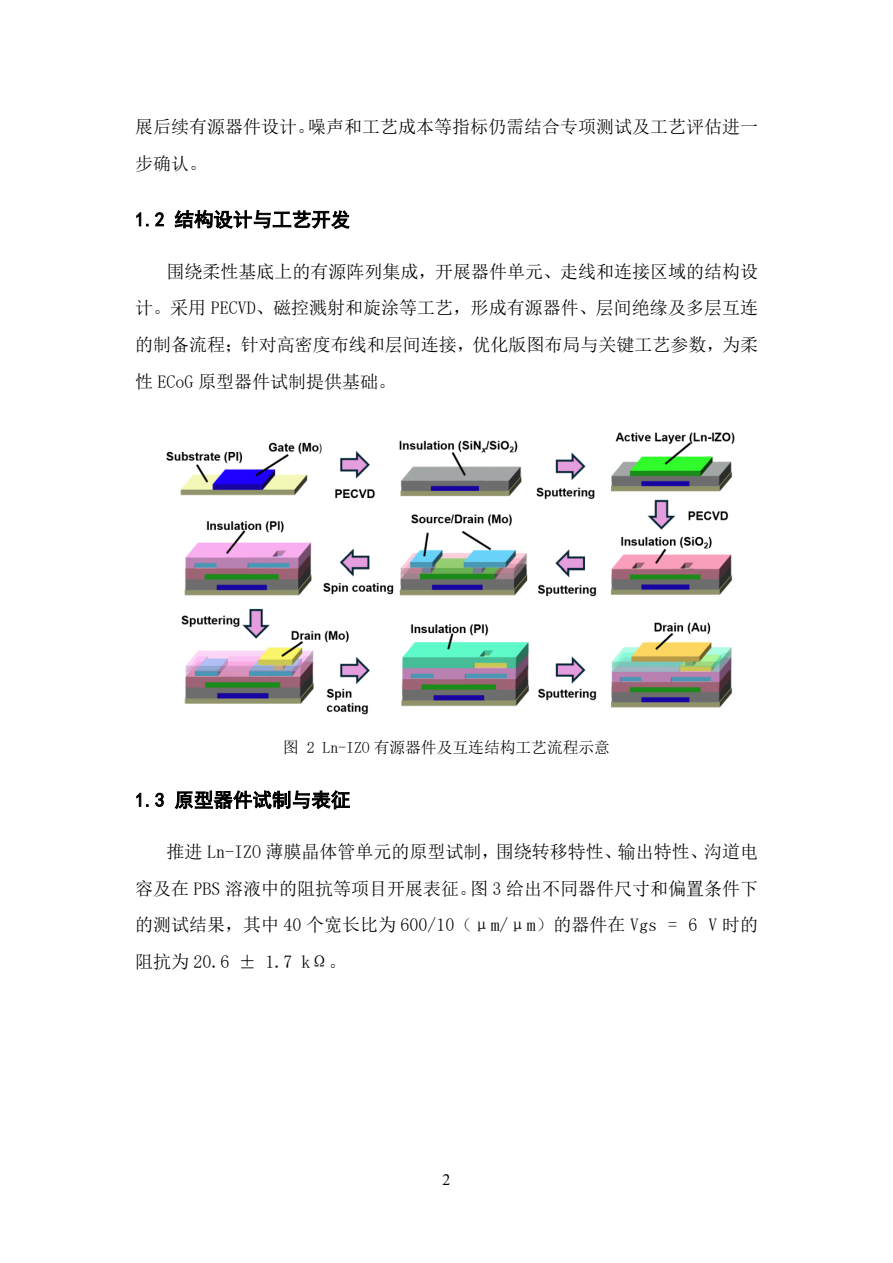 展后续有源器件设计。噪声和工艺成本等指标仍需结合专项测试及工艺评估进一
步确认。
1.2 结构设计与工艺开发
围绕柔性基底上的有源阵列集成，开展器件单元、走线和连接区域的结构设
计。采用 PECVD、磁控溅射和旋涂等工艺，形成有源器件、层间绝缘及多层互连
的制备流程；针对高密度布线和层间连接，优化版图布局与关键工艺参数，为柔
性 ECoG 原型器件试制提供基础。
Substrate (PI)
Gate (Mo)
PECVD
Insulation (SiNₓ/SiO₂)
Sputtering
Active Layer (Ln-IZO)
PECVD
Insulation (SiO₂)
Sputtering
Source/Drain (Mo)
Spin coating
Insulation (PI)
Sputtering
Drain (Mo)
Spin
coating
Insulation (PI)
Sputtering
Drain (Au)
图 2 Ln-IZO 有源器件及互连结构工艺流程示意
1.3 原型器件试制与表征
推进 Ln-IZO 薄膜晶体管单元的原型试制，围绕转移特性、输出特性、沟道电
容及在 PBS 溶液中的阻抗等项目开展表征。图 3 给出不同器件尺寸和偏置条件下
的测试结果，其中 40 个宽长比为 600/10（μm/μm）的器件在 Vgs = 6 V 时的
阻抗为 20.6 ± 1.7 kΩ。
2